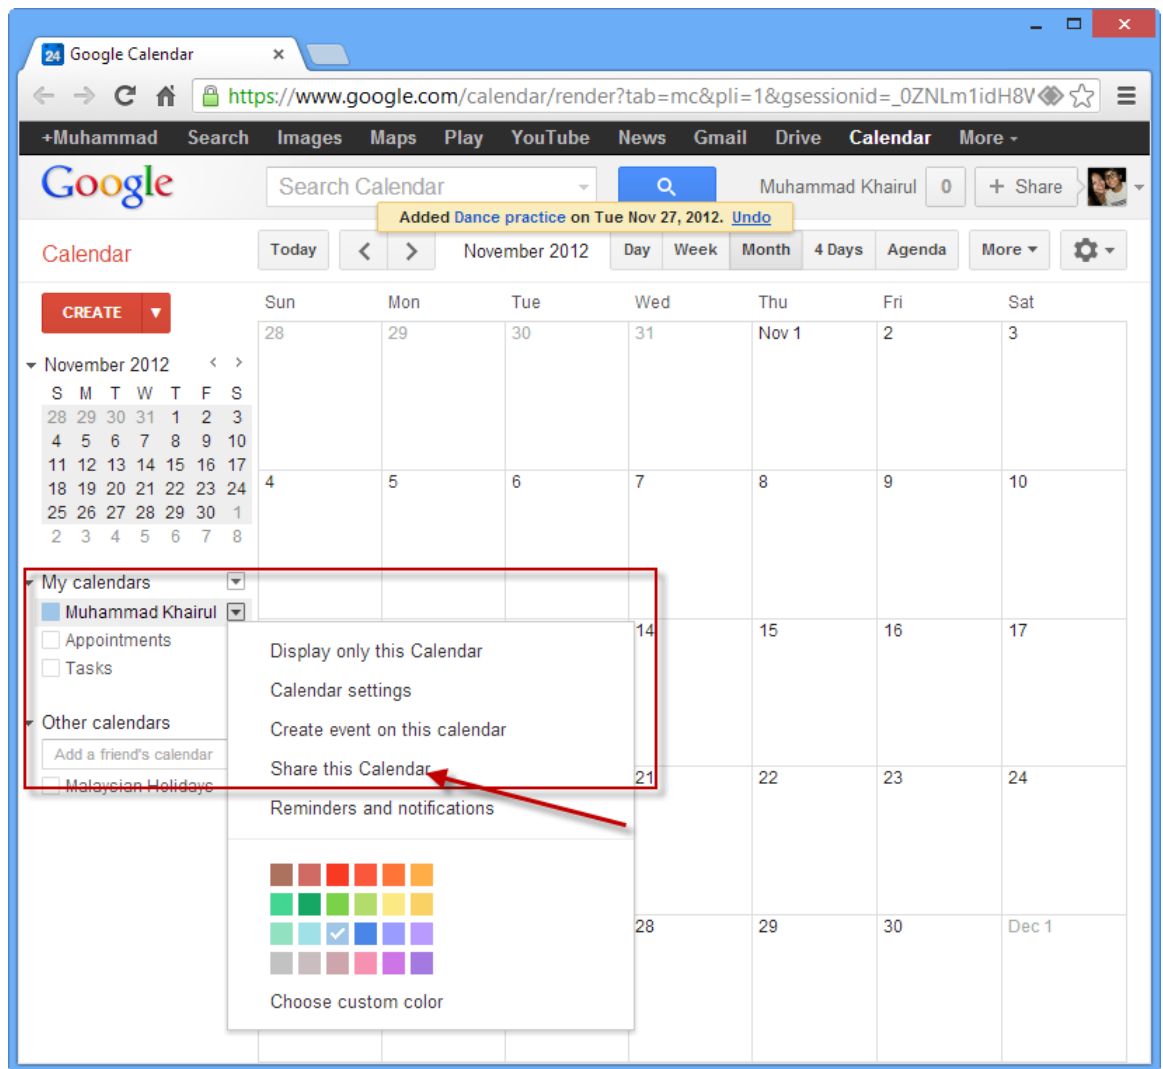 24 Google Calendar
https://www.google.com/calendar/render?tab=mc&pli=1&gsessionid=_0ZNLm1idH8V
+Muhammad Search Images Maps Play YouTube News Gmail Drive Calendar More
Google Search Calendar Muhammad Khairul 0 + Share
Added Dance practice on Tue Nov 27, 2012. Undo
Calendar Today November 2012 Day Week Month 4 Days Agenda More
CREATE
Sun Mon Tue Wed Thu Fri Sat
28 29 30 31 Nov 1 2 3
November 2012
S M T W T F S
28 29 30 31 1 2 3
4 5 6 7 8 9 10
11 12 13 14 15 16 17
18 19 20 21 22 23 24
25 26 27 28 29 30 1
2 3 4 5 6 7 8
4 5 6 7 8 9 10
My calendars
Muhammad Khairul
Appointments
Tasks
Other calendars
Add a friend's calendar
Malaysian Holidays
Display only this Calendar
Calendar settings
Create event on this calendar
Share this Calendar
Reminders and notifications
Choose custom color
14 15 16 17
21 22 23 24
28 29 30 Dec 1